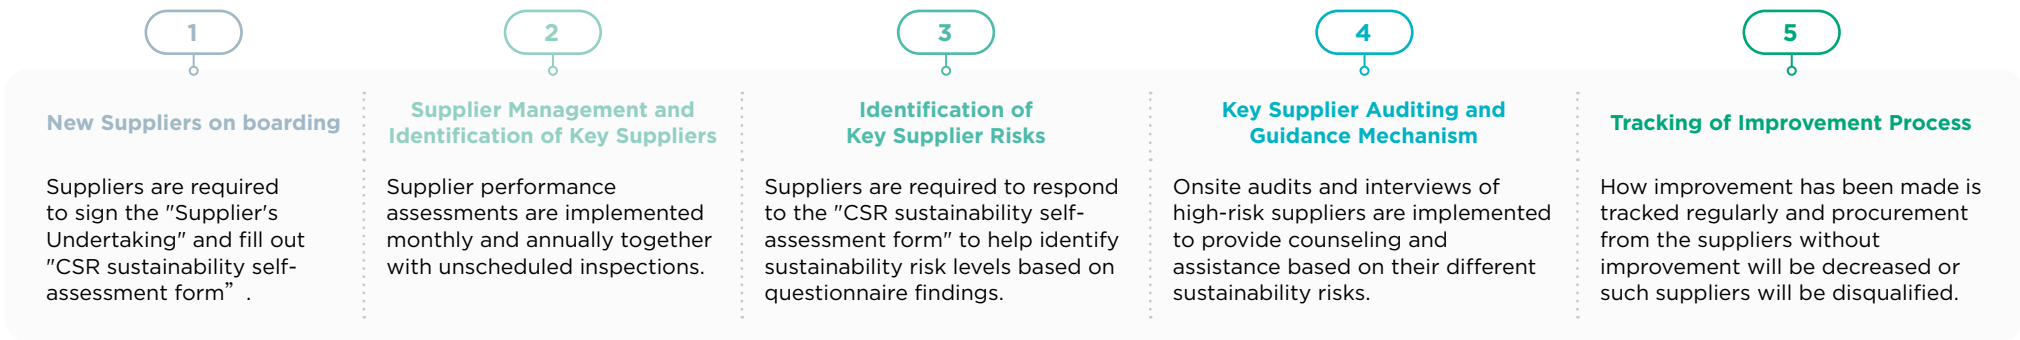 1
New Suppliers on boarding
Suppliers are required
to sign the "Supplier's
Undertaking" and fill out
"CSR sustainability self-
assessment form” .
2
Supplier Management and
Identification of Key Suppliers
Supplier performance
assessments are implemented
monthly and annually together
with unscheduled inspections.
3
Identification of
Key Supplier Risks
Suppliers are required to respond
to the "CSR sustainability self-
assessment form" to help identify
sustainability risk levels based on
questionnaire findings.
4
Key Supplier Auditing and
Guidance Mechanism
Onsite audits and interviews of
high-risk suppliers are implemented
to provide counseling and
assistance based on their different
sustainability risks.
5
Tracking of Improvement Process
How improvement has been made is
tracked regularly and procurement
from the suppliers without
improvement will be decreased or
such suppliers will be disqualified.